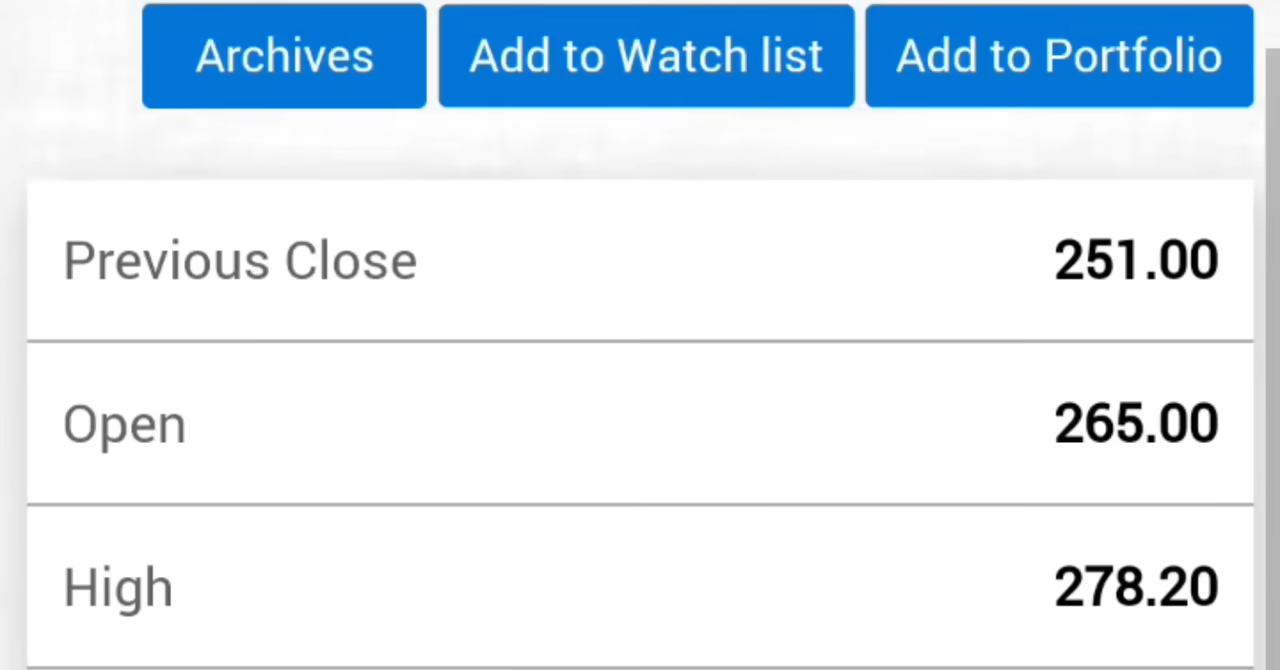 Archives Add to Watch list Add to Portfolio
Previous Close 251.00
Open 265.00
High 278.20